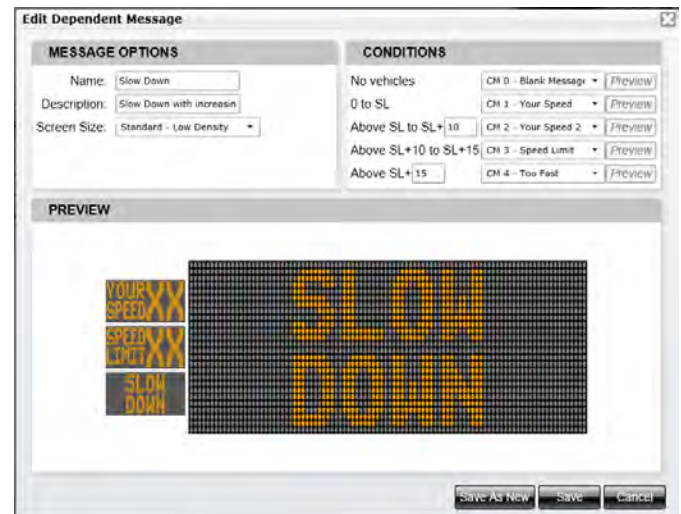 Edit Dependent Message
MESSAGE OPTIONS
Name: Slow Down
Description: Slow Down with increasin
Screen Size: Standard - Low Density
CONDITIONS
No vehicles CM 0 - Blank Message Preview
0 to SL CM 1 - Your Speed Preview
Above SL to SL+ 10 CM 2 - Your Speed 2 Preview
Above SL+10 to SL+15 CM 3 - Speed Limit Preview
Above SL+ 15 CM 4 - Too Fast Preview
PREVIEW
YOUR SPEED XX
SPEED LIMIT XX
SLOW
DOWN
SLOW
DOWN
Save As New Save Cancel